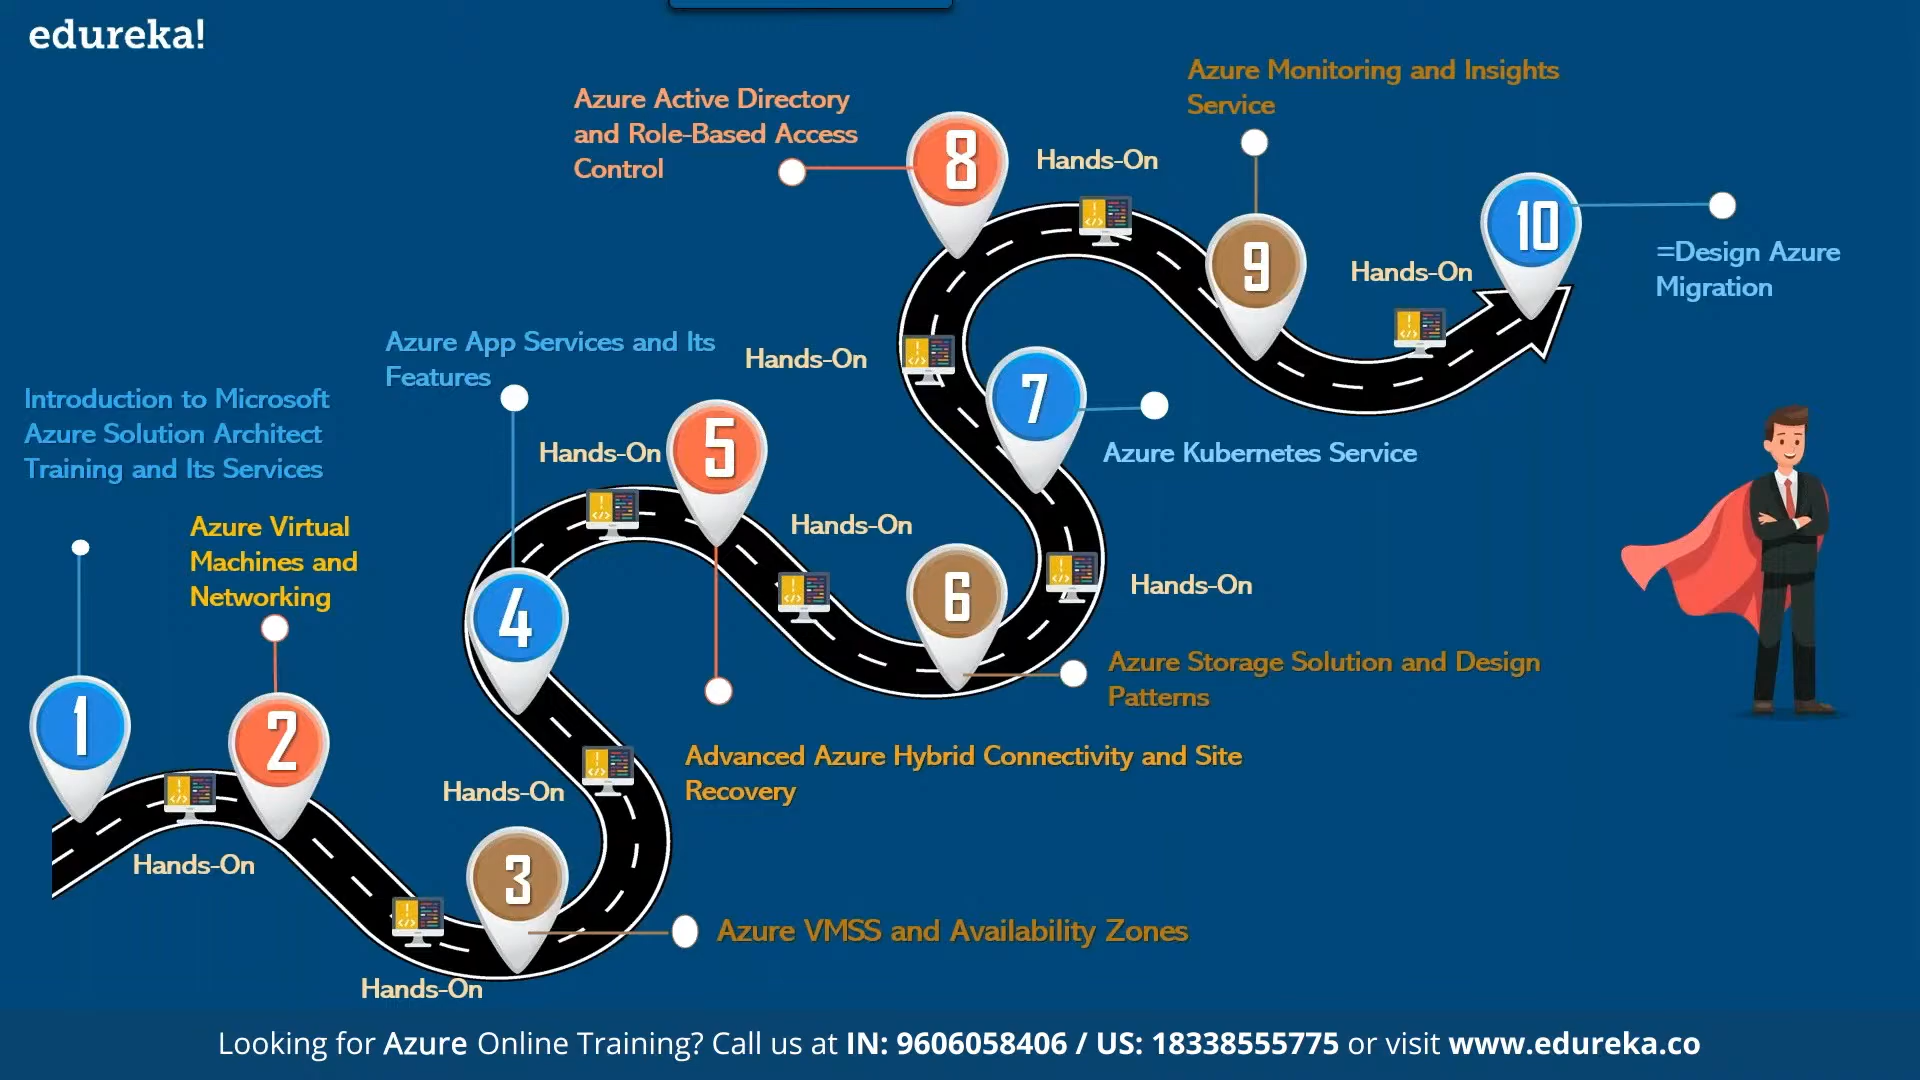 edureka!
Azure Monitoring and Insights
Service
Azure Active Directory
and Role-Based Access
Control
8
Hands-On
9
10
=Design Azure
Migration
Hands-On
Azure App Services and Its
Features
Hands-On
7
Azure Kubernetes Service
Introduction to Microsoft
Azure Solution Architect
Training and Its Services
Hands-On
5
Azure Virtual
Machines and
Networking
Hands-On
4
6
Hands-On
Azure Storage Solution and Design
Patterns
1
2
Advanced Azure Hybrid Connectivity and Site
Recovery
Hands-On
Hands-On
3
Azure VMSS and Availability Zones
Hands-On
Looking for Azure Online Training? Call us at IN: 9606058406 / US: 18338555775 or visit www.edureka.co